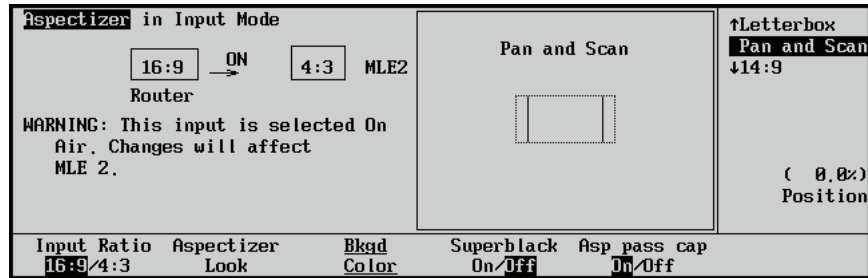 Aspectizer in Input Mode
16:9 ON 4:3 MLE2
Router
WARNING: This input is selected On
Air. Changes will affect
MLE 2.
Pan and Scan
↑Letterbox
Pan and Scan
↓14:9
( 0.0%)
Position
Input Ratio Aspectizer Bkgd Superblack Asp pass cap
16:9/4:3 Look Color On/Off On/Off